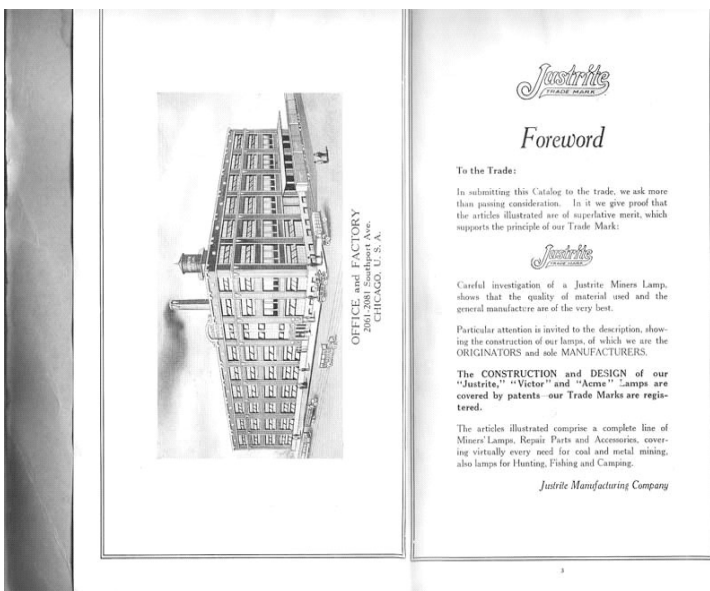 OFFICE and FACTORY
2061-2081 Southport Ave.
CHICAGO, U. S. A.
Justrite
TRADE MARK
Foreword
To the Trade:
In submitting this Catalog to the trade, we ask more
than passing consideration. In it we give proof that
the articles illustrated are of superlative merit, which
supports the principle of our Trade Mark:
Justrite
TRADE MARK
Careful investigation of a Justrite Miners Lamp,
shows that the quality of material used and the
general manufacture are of the very best.
Particular attention is invited to the description, show-
ing the construction of our lamps, of which we are the
ORIGINATORS and sole MANUFACTURERS.
The CONSTRUCTION and DESIGN of our
"Justrite," "Victor" and "Acme" Lamps are
covered by patents—our Trade Marks are regis-
tered.
The articles illustrated comprise a complete line of
Miners' Lamps, Repair Parts and Accessories, cover-
ing virtually every need for coal and metal mining,
also lamps for Hunting, Fishing and Camping.
Justrite Manufacturing Company
3